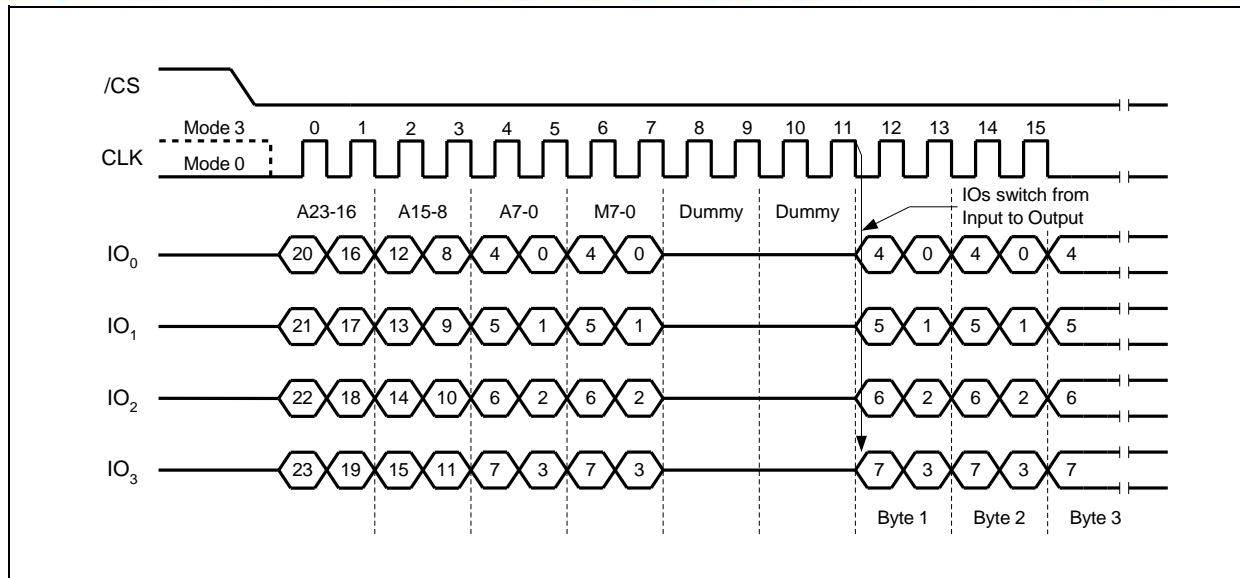 /CS
Mode 3 0 1 2 3 4 5 6 7 8 9 10 11 12 13 14 15
CLK
Mode 0
IOs switch from
Input to Output
A23-16 A15-8 A7-0 M7-0 Dummy Dummy
IO0 20 16 12 8 4 0 4 0 4 0 4 0 4
IO1 21 17 13 9 5 1 5 1 5 1 5 1 5
IO2 22 18 14 10 6 2 6 2 6 2 6 2 6
IO3 23 19 15 11 7 3 7 3 7 3 7 3 7
Byte 1 Byte 2 Byte 3